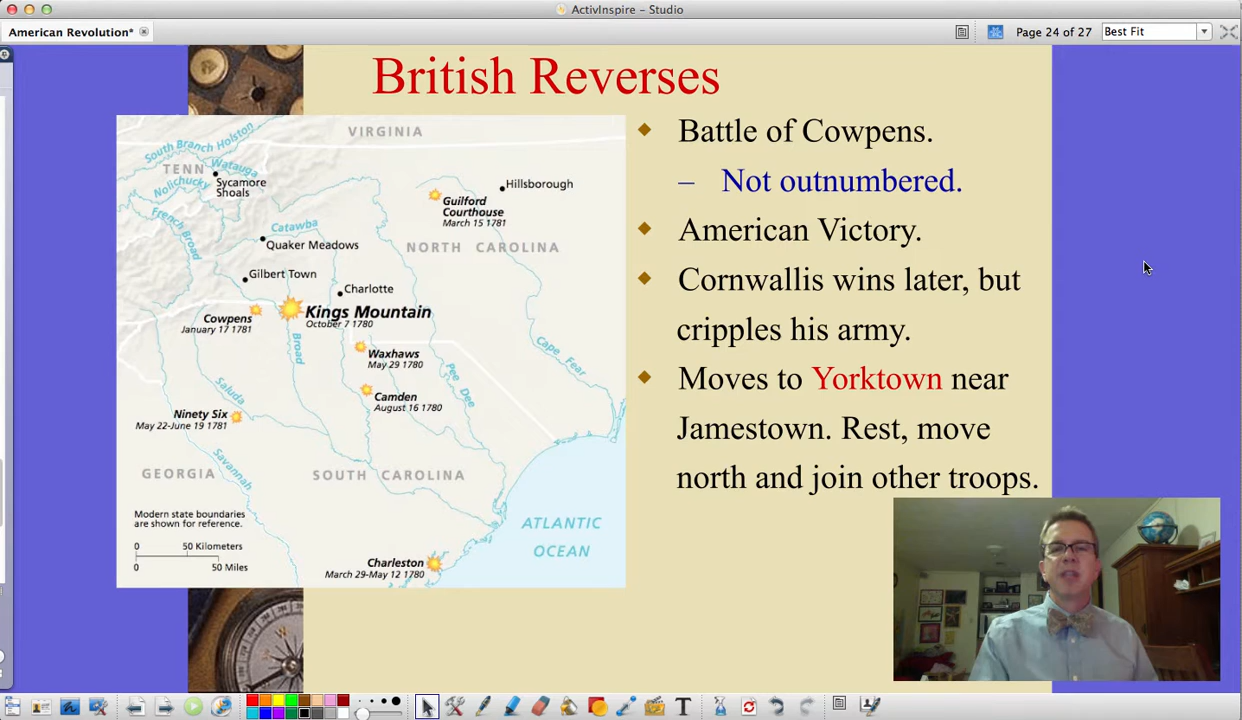 ActivInspire – Studio
American Revolution*
Page 24 of 27
Best Fit
British Reverses
Battle of Cowpens.
– Not outnumbered.
American Victory.
Cornwallis wins later, but
cripples his army.
Moves to Yorktown near
Jamestown. Rest, move
north and join other troops.
VIRGINIA
South Branch Holston
TENN
Watauga
Nolichucky
Sycamore
Shoals
French Broad
Hillsborough
Guilford
Courthouse
March 15 1781
Catawba
Quaker Meadows
NORTH CAROLINA
Gilbert Town
Charlotte
Kings Mountain
October 7 1780
Cowpens
January 17 1781
Broad
Waxhaws
May 29 1780
Cape Fear
Pee Dee
Saluda
Camden
August 16 1780
Ninety Six
May 22-June 19 1781
Savannah
GEORGIA
SOUTH CAROLINA
Modern state boundaries
are shown for reference.
0 50 Kilometers
0 50 Miles
ATLANTIC
OCEAN
Charleston
March 29-May 12 1780
T